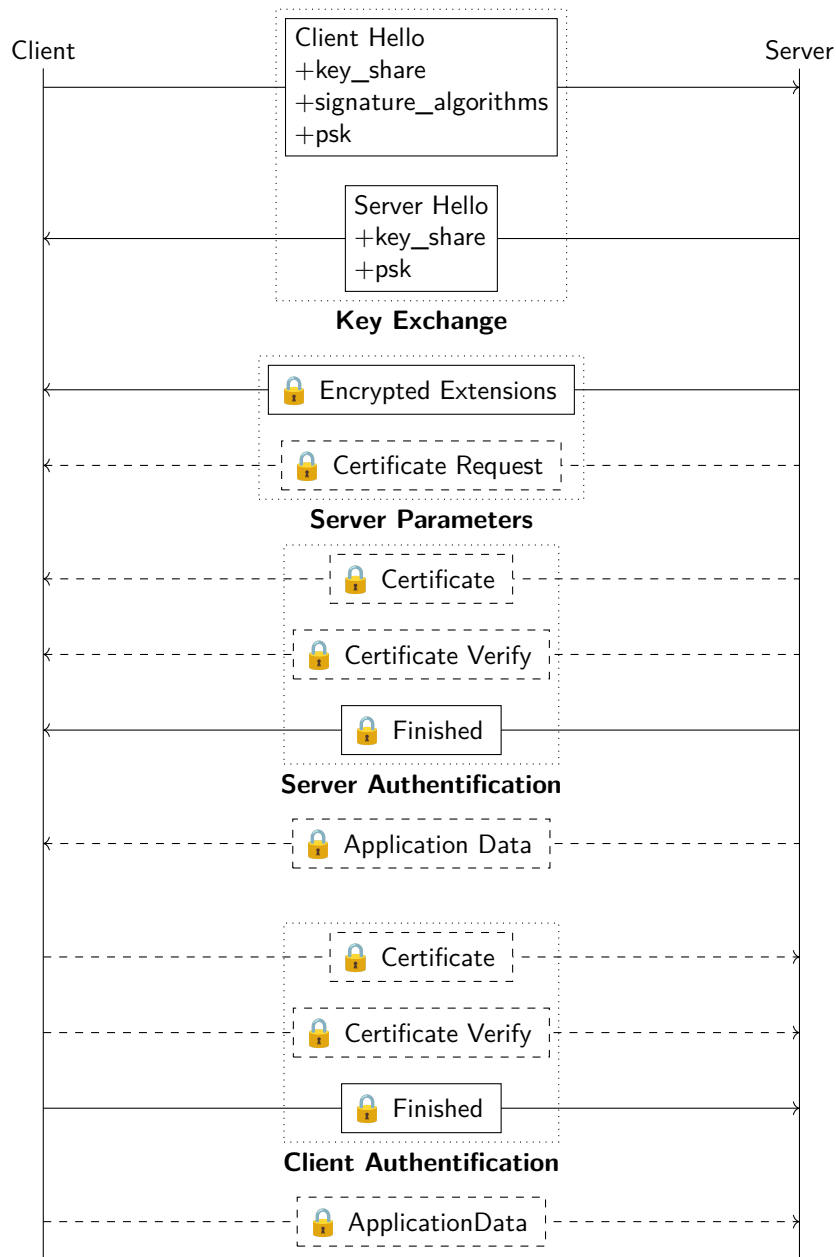 Client
Server
Client Hello
+key_share
+signature_algorithms
+psk
Server Hello
+key_share
+psk
Key Exchange
Encrypted Extensions
Certificate Request
Server Parameters
Certificate
Certificate Verify
Finished
Server Authentification
Application Data
Certificate
Certificate Verify
Finished
Client Authentification
ApplicationData